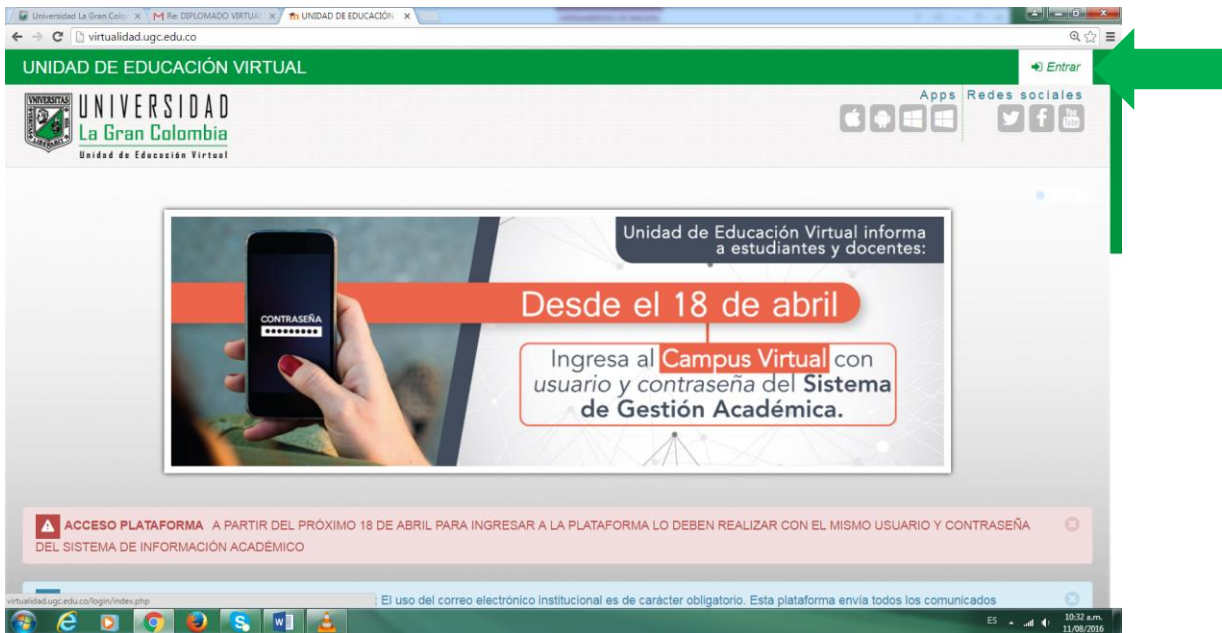 Universidad La Gran Colo
Re: DIPLOMADO VIRTUAL
UNIDAD DE EDUCACIÓN
virtualidad.ugc.edu.co
UNIDAD DE EDUCACIÓN VIRTUAL
Entrar
UNIVERSITAS
UNIVERSIDAD
La Gran Colombia
Unidad de Educación Virtual
Apps
Redes sociales
You
Tube
Unidad de Educación Virtual informa
a estudiantes y docentes:
CONTRASEÑA
Desde el 18 de abril
Ingresa al Campus Virtual con
usuario y contraseña del Sistema
de Gestión Académica.
ACCESO PLATAFORMA A PARTIR DEL PRÓXIMO 18 DE ABRIL PARA INGRESAR A LA PLATAFORMA LO DEBEN REALIZAR CON EL MISMO USUARIO Y CONTRASEÑA
DEL SISTEMA DE INFORMACIÓN ACADÉMICO
: El uso del correo electrónico institucional es de carácter obligatorio. Esta plataforma envía todos los comunicados
virtualidad.ugc.edu.co/login/index.php
ES
10:32 a.m.
11/08/2016